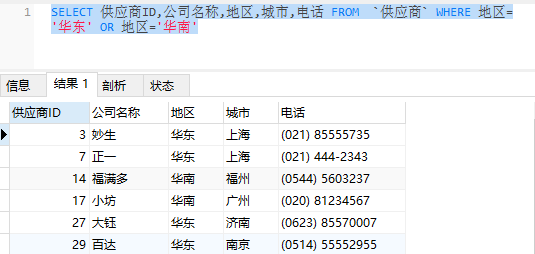 1 SELECT 供应商ID,公司名称,地区,城市,电话 FROM `供应商` WHERE 地区=
'华东' OR 地区='华南'
信息 结果 1 剖析 状态
供应商ID 公司名称 地区 城市 电话
3 妙生 华东 上海 (021) 85555735
7 正一 华东 上海 (021) 444-2343
14 福满多 华南 福州 (0544) 5603237
17 小坊 华南 广州 (020) 81234567
27 大钰 华东 济南 (0623) 85570007
29 百达 华东 南京 (0514) 55552955